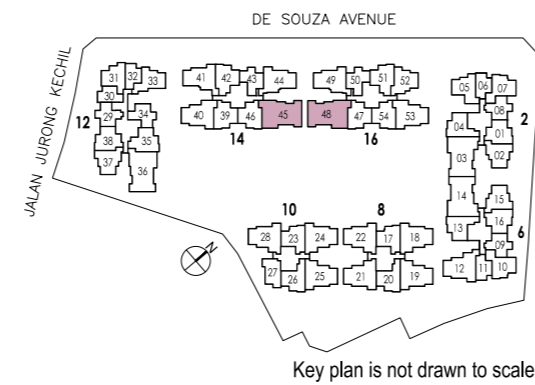 DE SOUZA AVENUE
JALAN JURONG KECHIL
31 32 33
30
29 34
12
38 35
37 36
41 42 43 44
40 39 46 45
14
49 50 51 52
48 47 54 53
16
05 06 07
08
04 01
2
03 02
14 15
13 16
6
09
12 11 10
10
28 23 24
27 26 25
8
22 17 18
21 20 19
N
Key plan is not drawn to scale